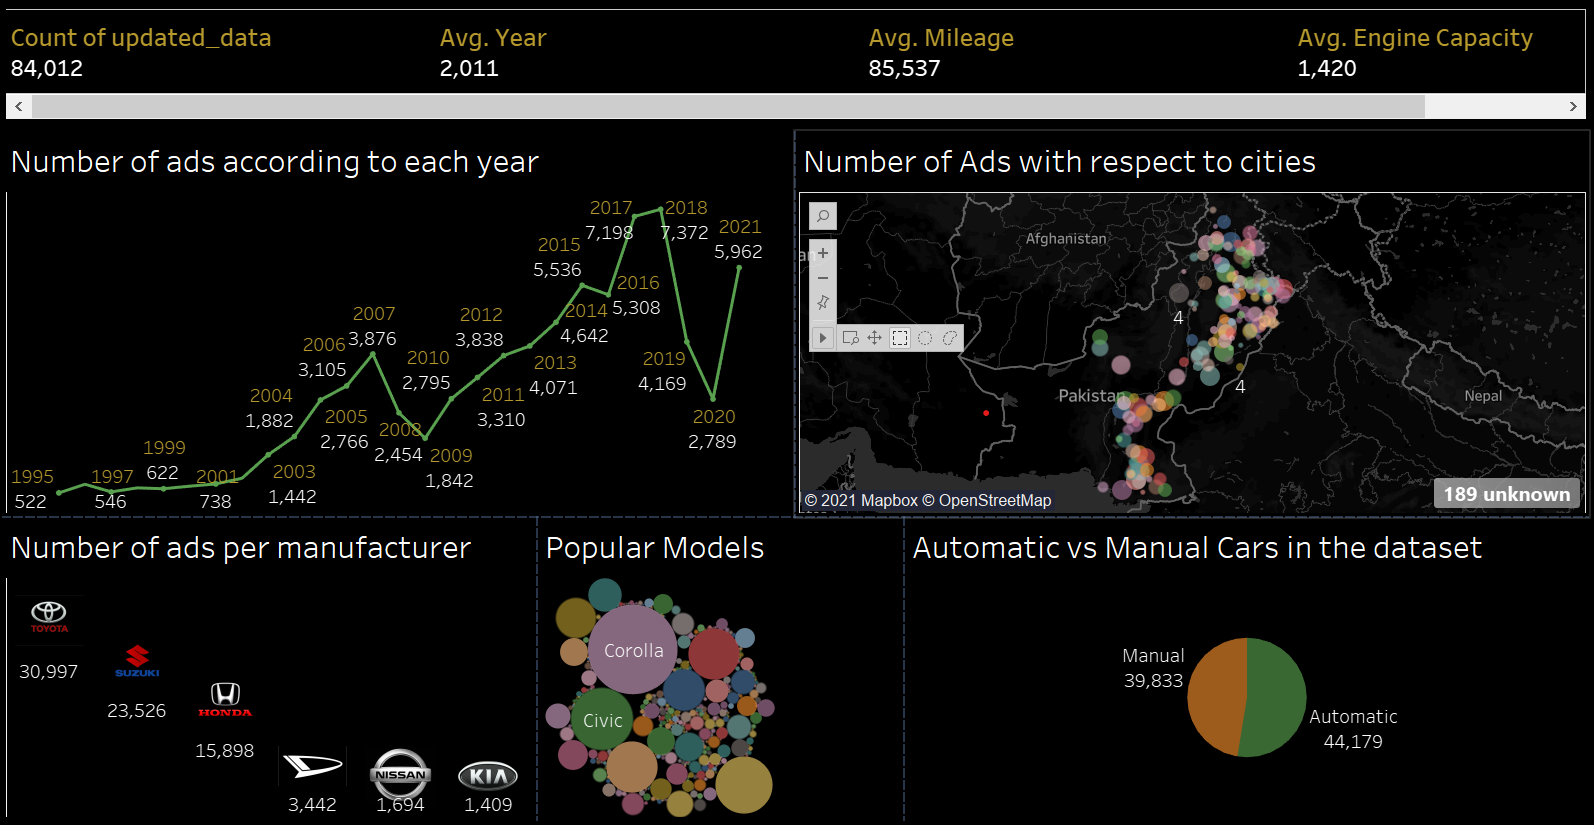 Count of updated_data
84,012
Avg. Year
2,011
Avg. Mileage
85,537
Avg. Engine Capacity
1,420
Number of ads according to each year
1995
522
1997
546
1999
622
2001
738
2003
1,442
2004
1,882
2005
2,766
2006
3,105
2007
3,876
2008
2,454
2009
1,842
2010
2,795
2011
3,310
2012
3,838
2013
4,071
2014
4,642
2015
5,536
2016
5,308
2017
7,198
2018
7,372
2019
4,169
2020
2,789
2021
5,962
Number of Ads with respect to cities
Afghanistan
an
4
4
Pakistan
Nepal
© 2021 Mapbox © OpenStreetMap
189 unknown
Number of ads per manufacturer
TOYOTA
30,997
SUZUKI
23,526
HONDA
15,898
3,442
NISSAN
1,694
KIA
1,409
Popular Models
Corolla
Civic
Automatic vs Manual Cars in the dataset
Manual
39,833
Automatic
44,179